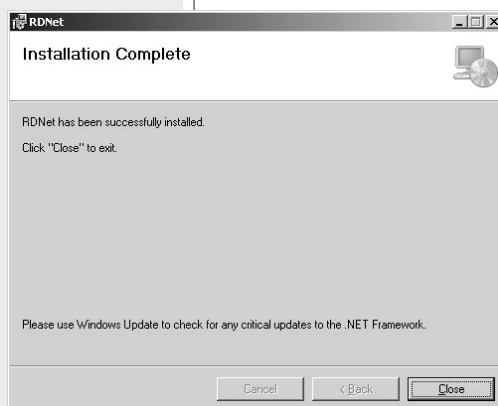 RDNet
Installation Complete
RDNet has been successfully installed.
Click "Close" to exit.
Please use Windows Update to check for any critical updates to the .NET Framework.
Cancel
< Back
Close